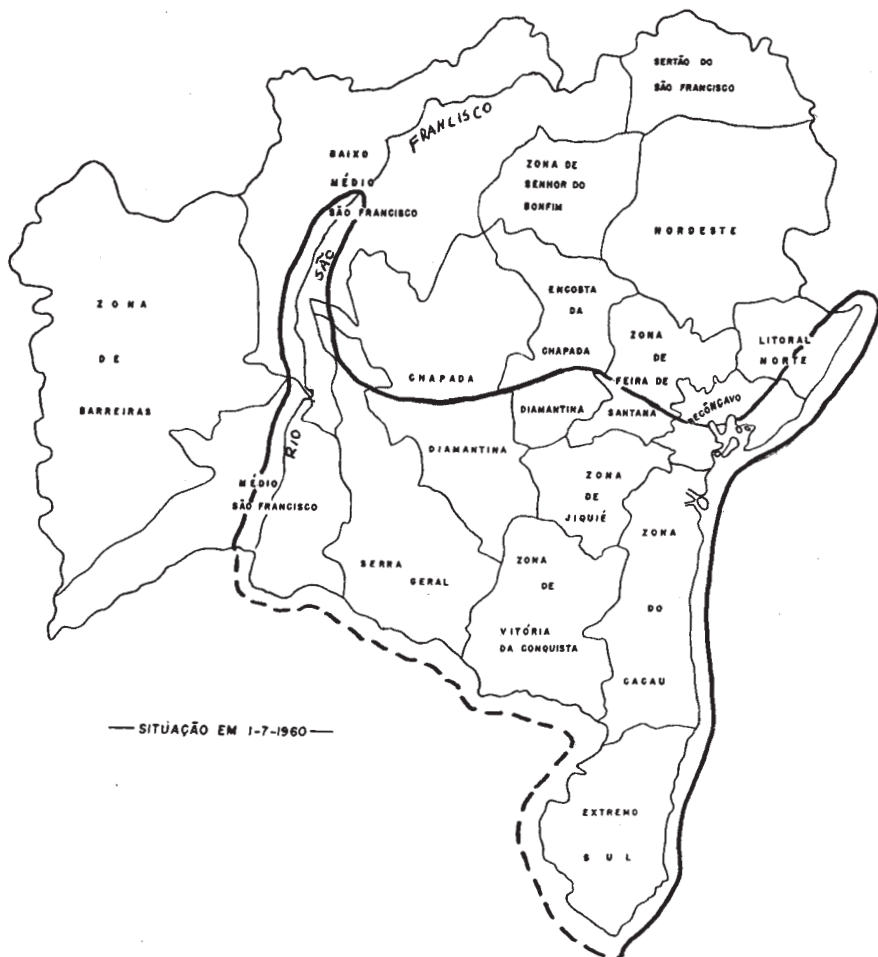 SERTÃO DO
SÃO FRANCISCO
FRANCISCO
BAIXO
MÉDIO
SÃO FRANCISCO
ZONA DE
SENHOR DO
BONFIM
NORDESTE
SÃO
ZONA
DE
BARREIRAS
ENCOSTA
DA
CHAPADA
DIAMANTINA
ZONA
DE
FEIRA DE
SANTANA
LITORAL
NORTE
RECÔNCAVO
CHAPADA
DIAMANTINA
RIO
MÉDIO
SÃO FRANCISCO
ZONA
DE
JIQUIÉ
SERRA
GERAL
ZONA
DE
VITÓRIA
DA CONQUISTA
ZONA
DO
CACAU
SITUAÇÃO EM 1-7-1960
EXTREMO
SUL